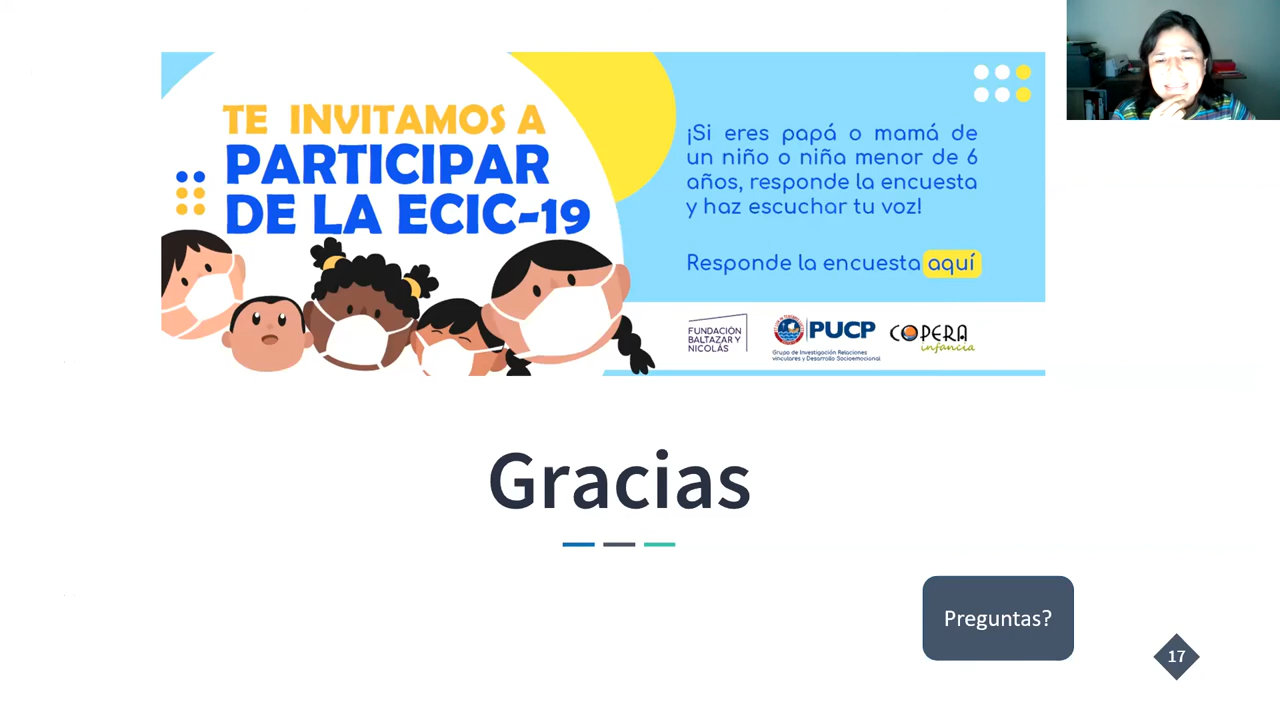 TE INVITAMOS A
PARTICIPAR
DE LA ECIC-19
¡Si eres papá o mamá de
un niño o niña menor de 6
años, responde la encuesta
y haz escuchar tu voz!
Responde la encuesta aquí
FUNDACIÓN
BALTAZAR Y
NICOLÁS
PUCP
Grupo de Investigación Relaciones
vinculares y Desarrollo Socioemocional
COPERA
infancia
Gracias
Preguntas?
17